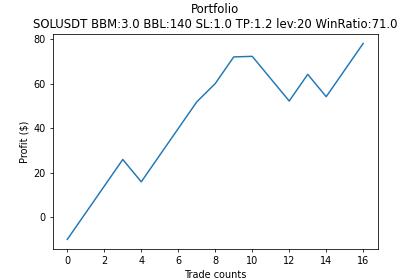 Portfolio
SOLUSDT BBM:3.0 BBL:140 SL:1.0 TP:1.2 lev:20 WinRatio:71.0
80
60
40
20
0
Profit ($)
0 2 4 6 8 10 12 14 16
Trade counts